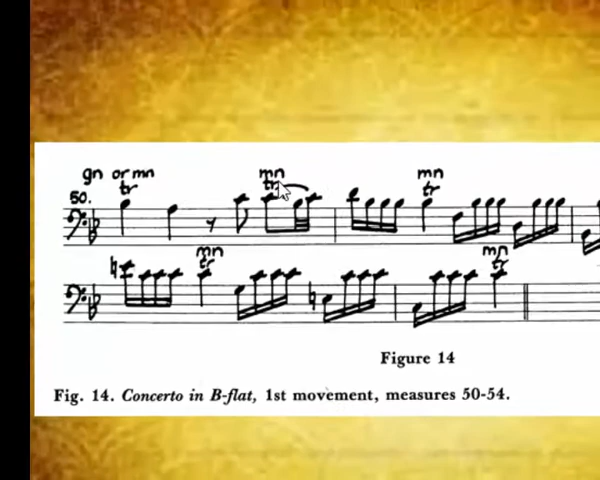 gn or mn mn mn
tr tr tr
50.
mn mn
tr tr
Figure 14
Fig. 14. Concerto in B-flat, 1st movement, measures 50-54.